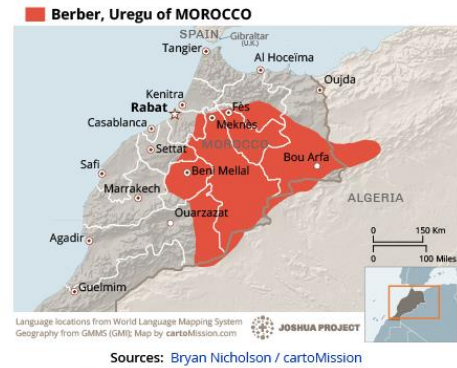 Berber, Uregu of MOROCCO
SPAIN
Gibraltar
(U.K.)
Tangier
Al Hoceïma
Oujda
Kenitra
Rabat
Fès
Meknès
Casablanca
MOROCCO
Settat
Bou Arfa
Safi
Beni Mellal
Marrakech
ALGERIA
Ouarzazat
Agadir
0 150 Km
0 100 Miles
Guelmim
Language locations from World Language Mapping System
Geography from GMMS (GMI); Map by cartoMission.com
JOSHUA PROJECT
Sources: Bryan Nicholson / cartoMission